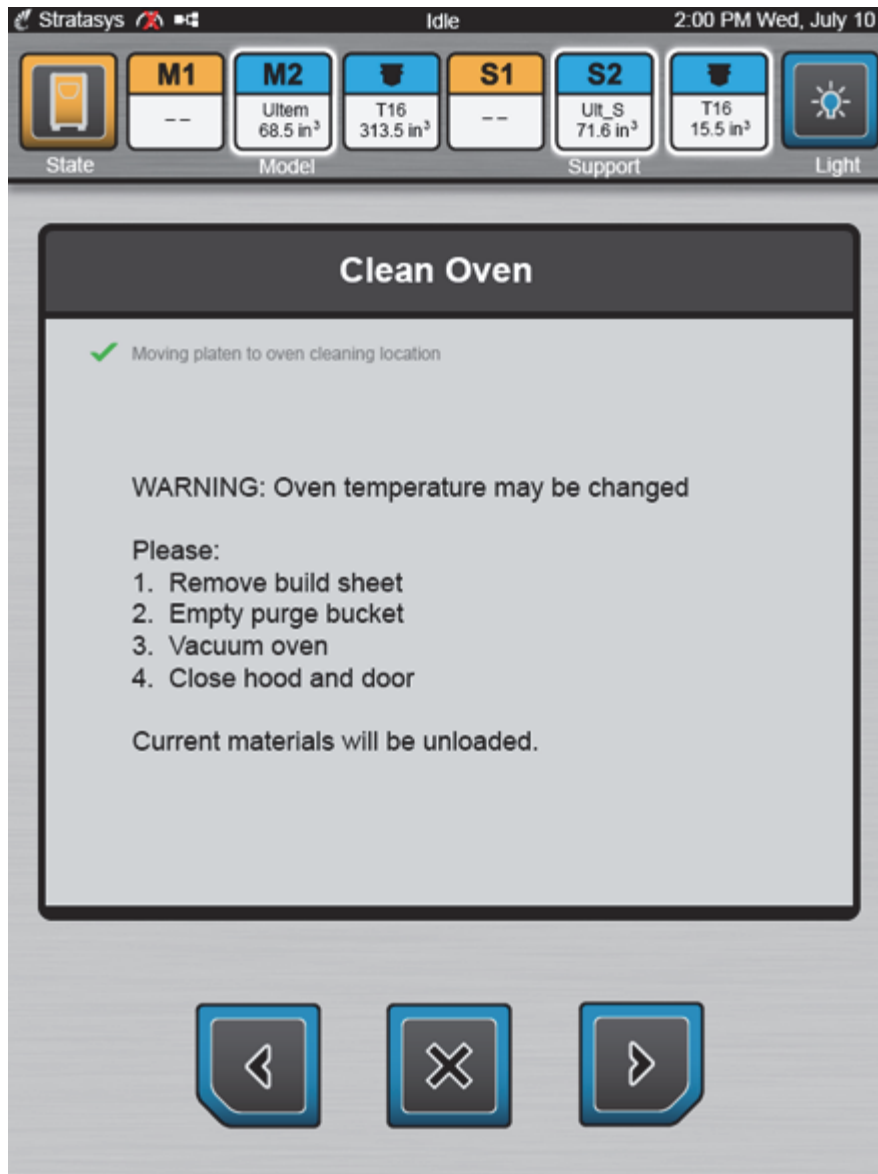 Stratasys Idle 2:00 PM Wed, July 10
M1 M2 S1 S2
-- Ultem T16 -- Ult_S T16
68.5 in³ 313.5 in³ 71.6 in³ 15.5 in³
State Model Support Light
Clean Oven
Moving platen to oven cleaning location
WARNING: Oven temperature may be changed
Please:
1. Remove build sheet
2. Empty purge bucket
3. Vacuum oven
4. Close hood and door
Current materials will be unloaded.